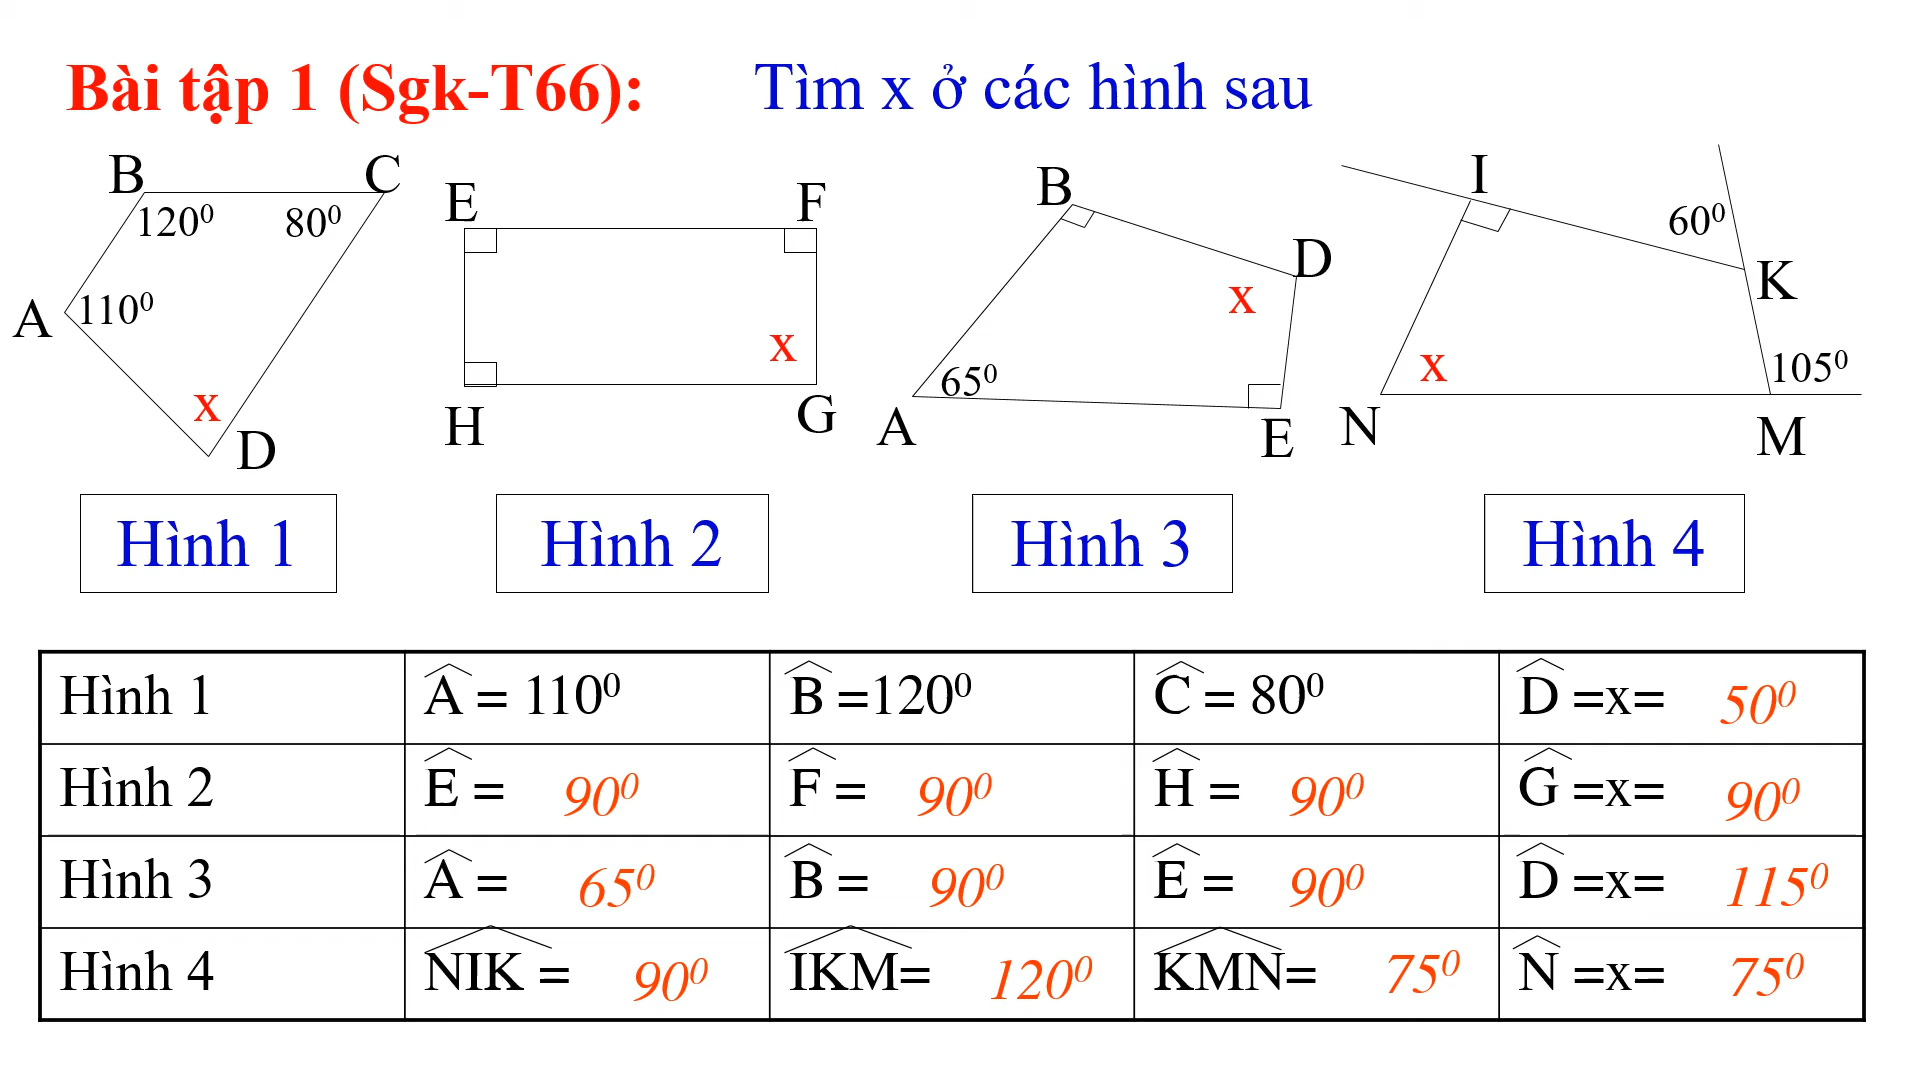 Bài tập 1 (Sgk-T66): Tìm x ở các hình sau
B C
120⁰ 80⁰
A 110⁰
x
D
E F
x
H G
B
D
x
65⁰
A E
I
60⁰
K
x 105⁰
N M
Hình 1 Hình 2 Hình 3 Hình 4
Hình 1 Â = 110⁰ B̂ =120⁰ Ĉ = 80⁰ D̂ =x= 50⁰
Hình 2 Ê = 90⁰ F̂ = 90⁰ Ĥ = 90⁰ Ĝ =x= 90⁰
Hình 3 Â = 65⁰ B̂ = 90⁰ Ê = 90⁰ D̂ =x= 115⁰
Hình 4 NIK = 90⁰ IKM= 120⁰ KMN= 75⁰ N̂ =x= 75⁰